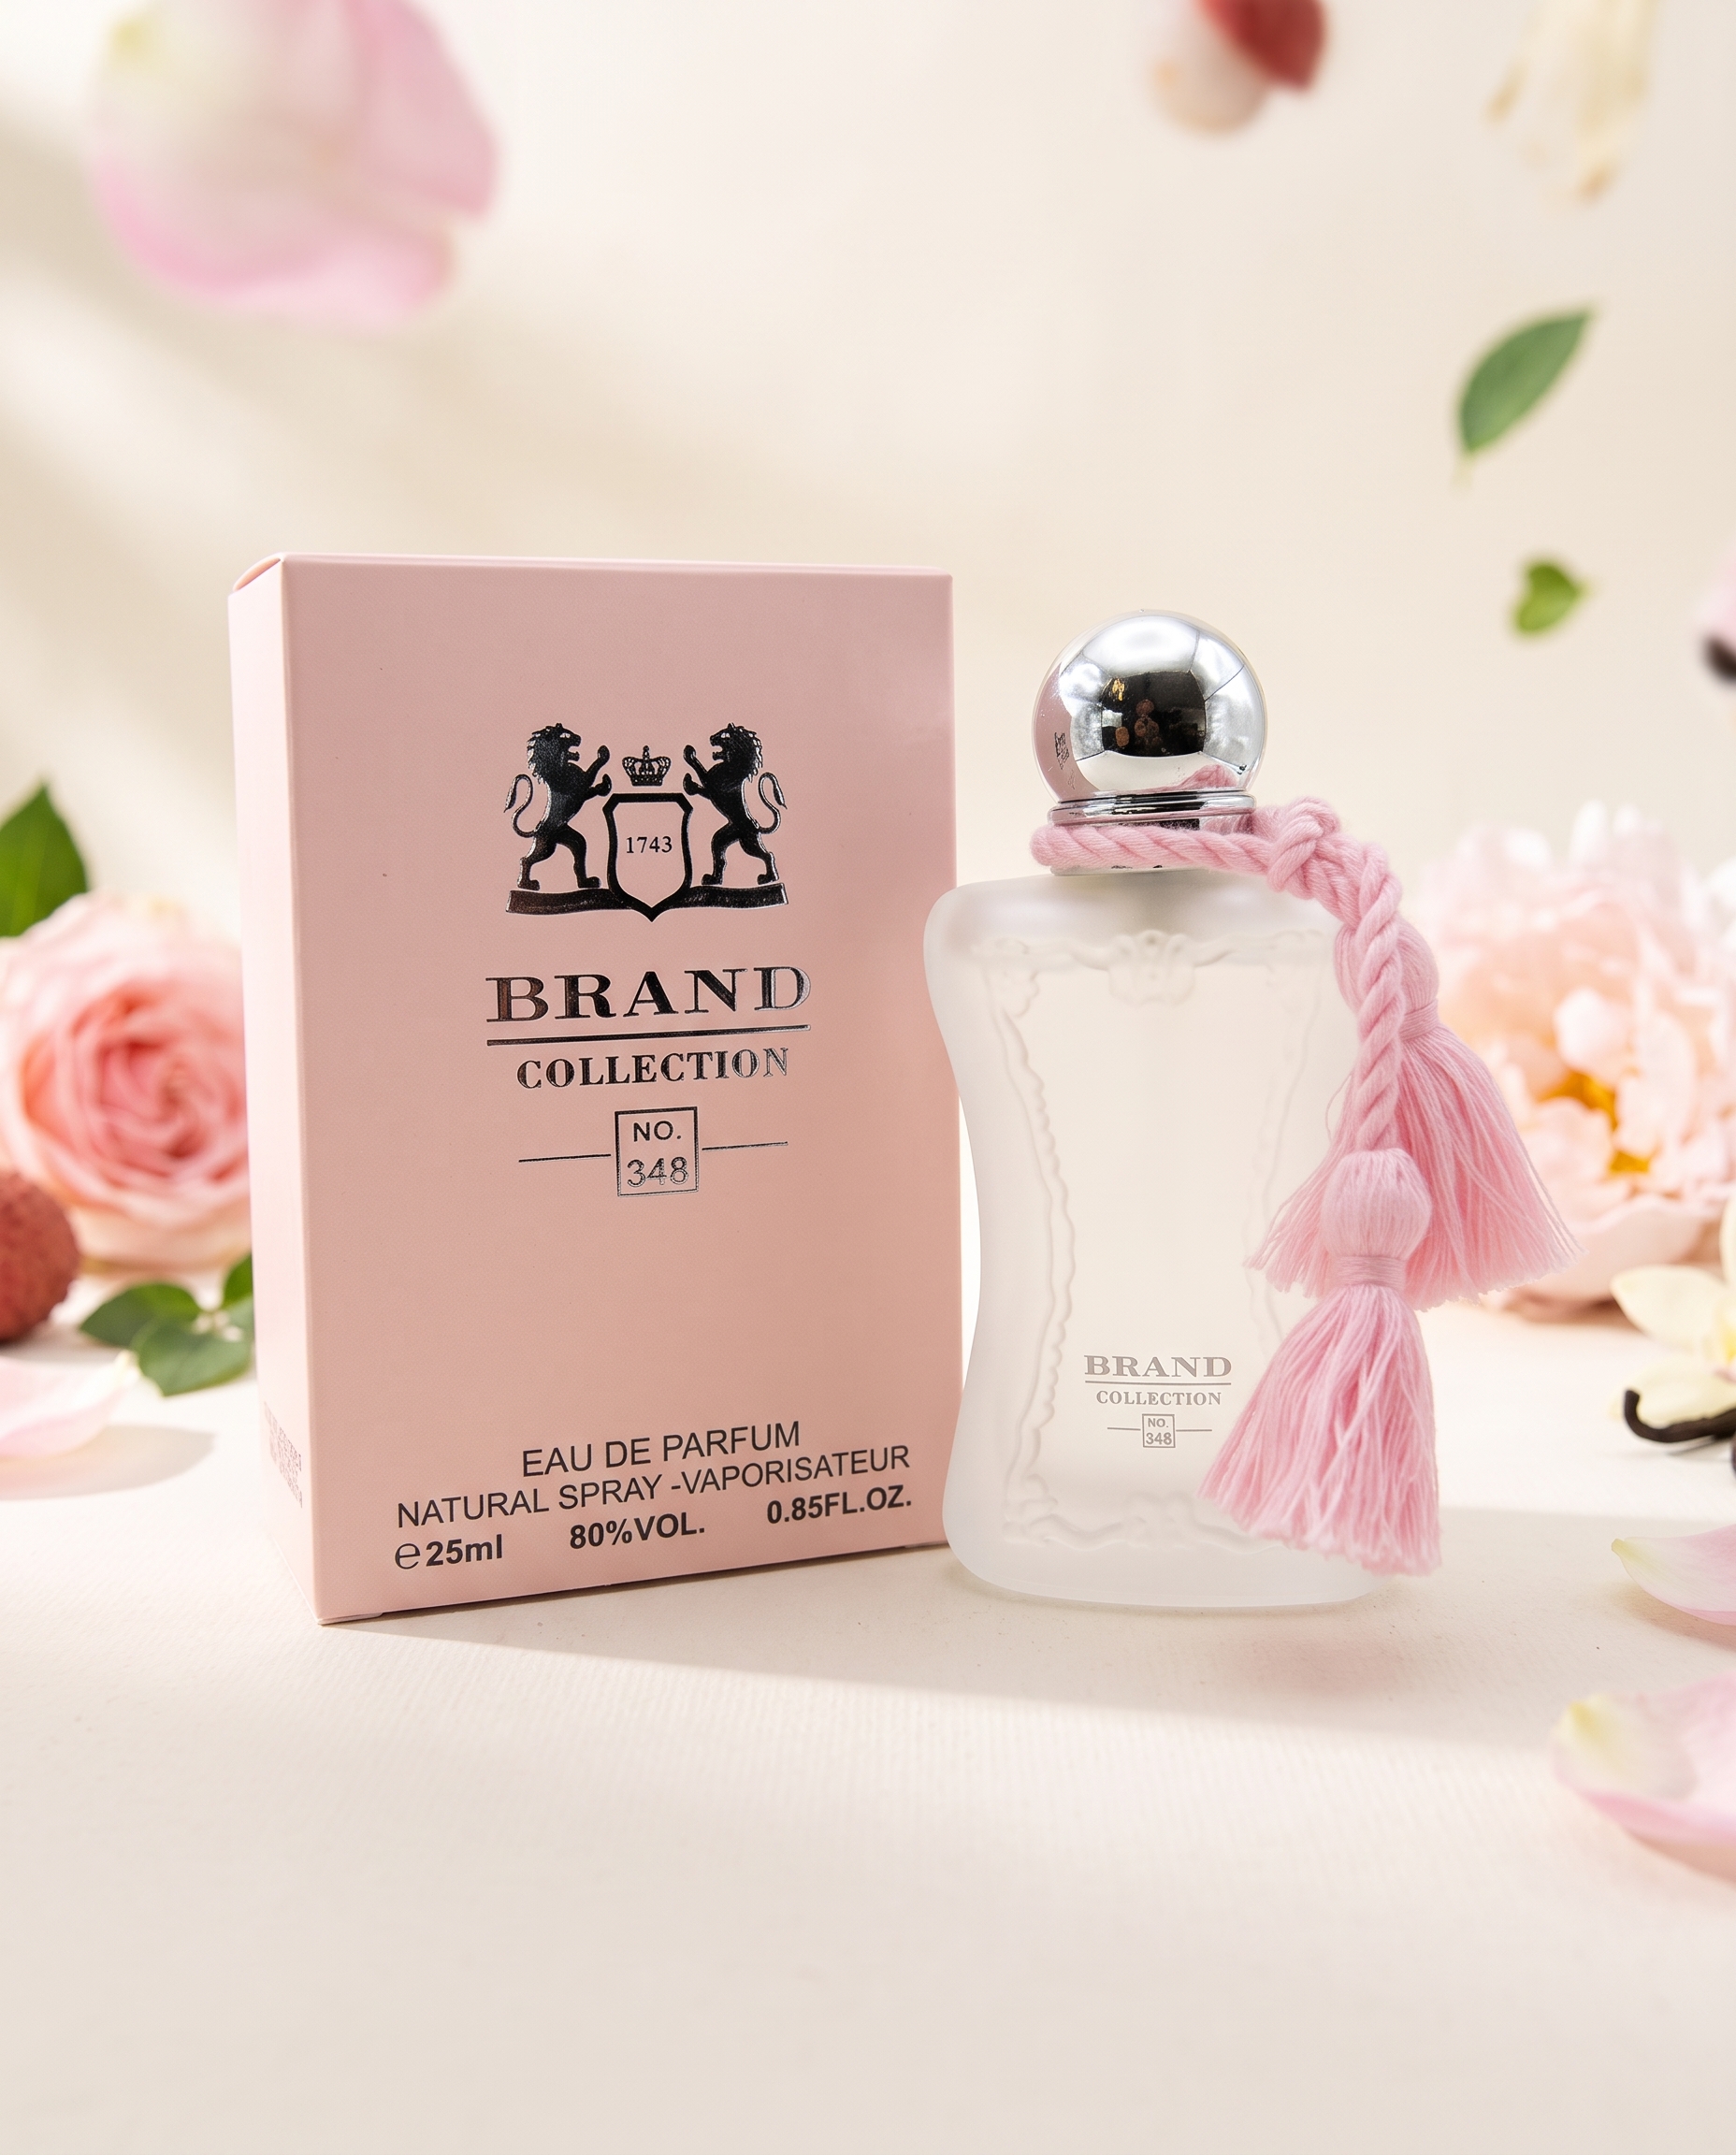 1743
BRAND
COLLECTION
NO.
348
EAU DE PARFUM
NATURAL SPRAY -VAPORISATEUR
℮25ml 80%VOL. 0.85FL.OZ.
BRAND
COLLECTION
NO.
348